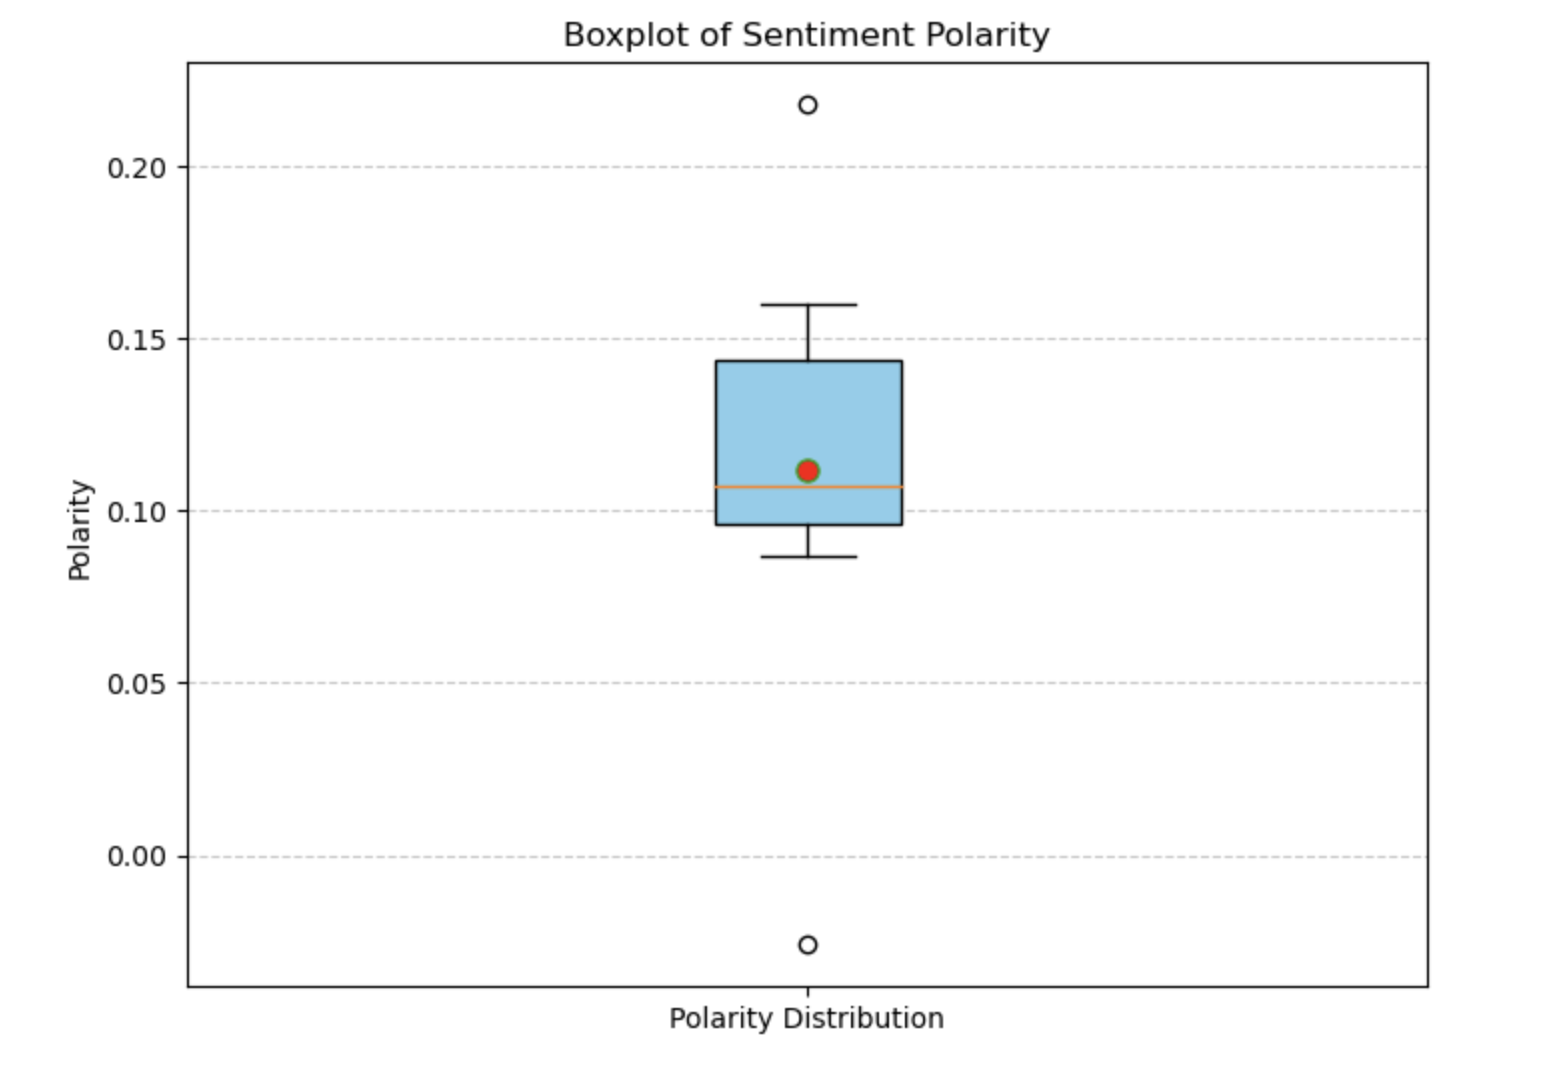 Boxplot of Sentiment Polarity
0.20
0.15
0.10
0.05
0.00
Polarity
Polarity Distribution